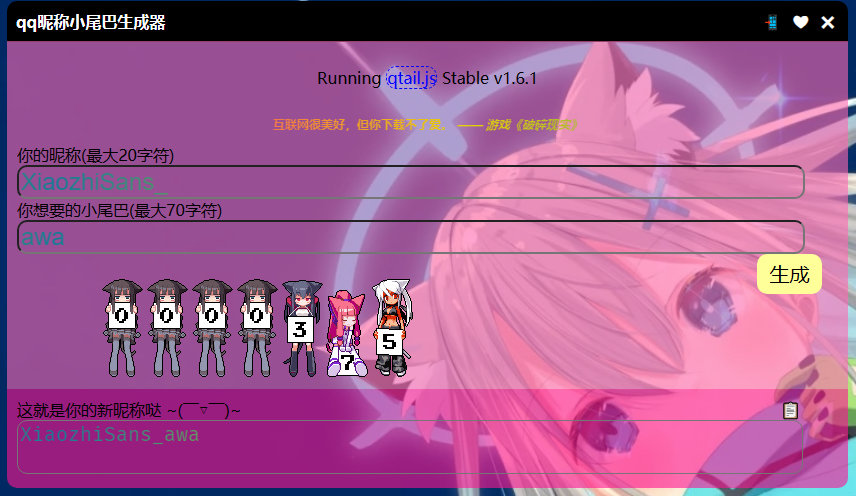 qq昵称小尾巴生成器
Running qtail.js Stable v1.6.1
互联网很美好，但你下载不了爱。 —— 游戏《破碎现实》
你的昵称(最大20字符)
XiaozhiSans_
你想要的小尾巴(最大70字符)
awa
生成
0 0 0 0 3 7 5
这就是你的新昵称哒 ~(￣▽￣)~
XiaozhiSans_awa